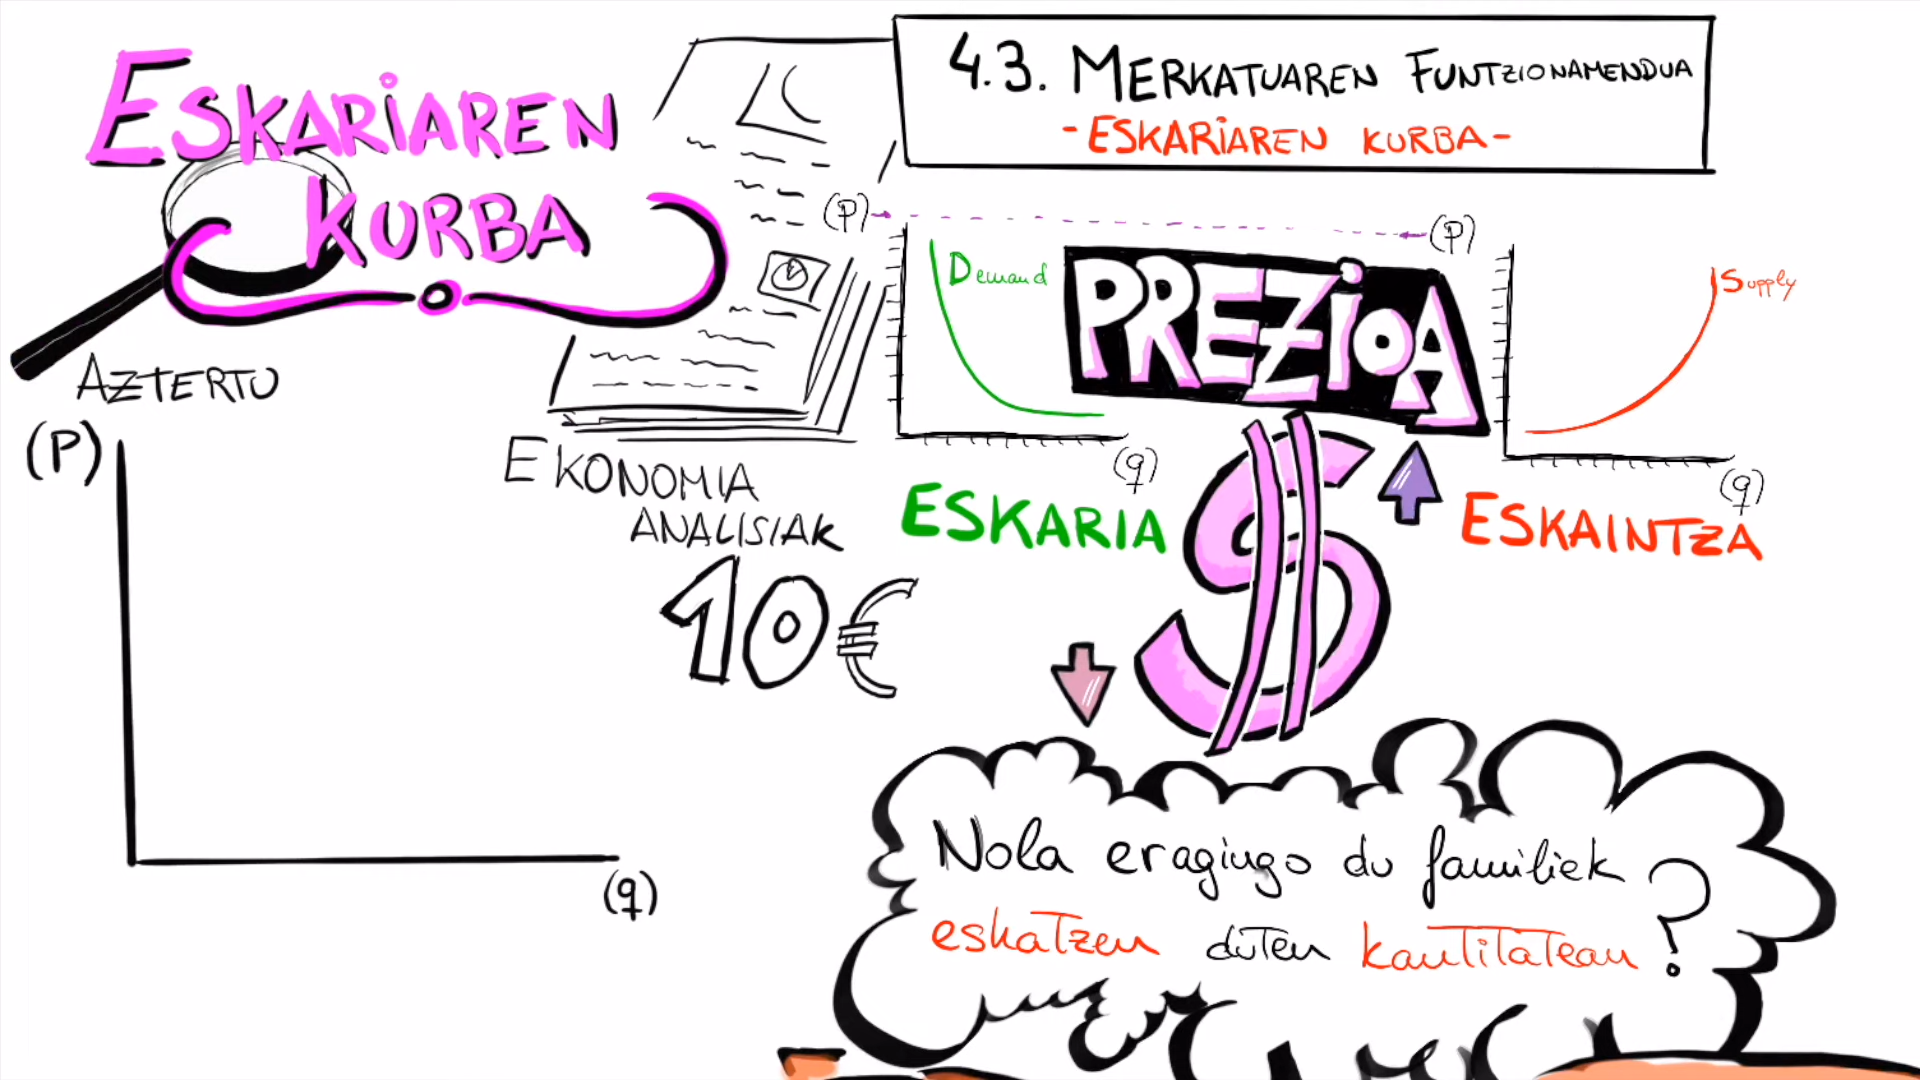 4.3. MERKATUAREN FUNTZIONAMENDUA
-ESKARIAREN KURBA-
ESKARIAREN
KURBA
AZTERTU
(P)
(q)
EKONOMIA
ANALISIAK
10€
(P)
Demand
(q)
ESKARIA
PREZIOA
$
(P)
Supply
(q)
ESKAINTZA
Nola eragingo du familiek
eskatzen duten kantitatean?